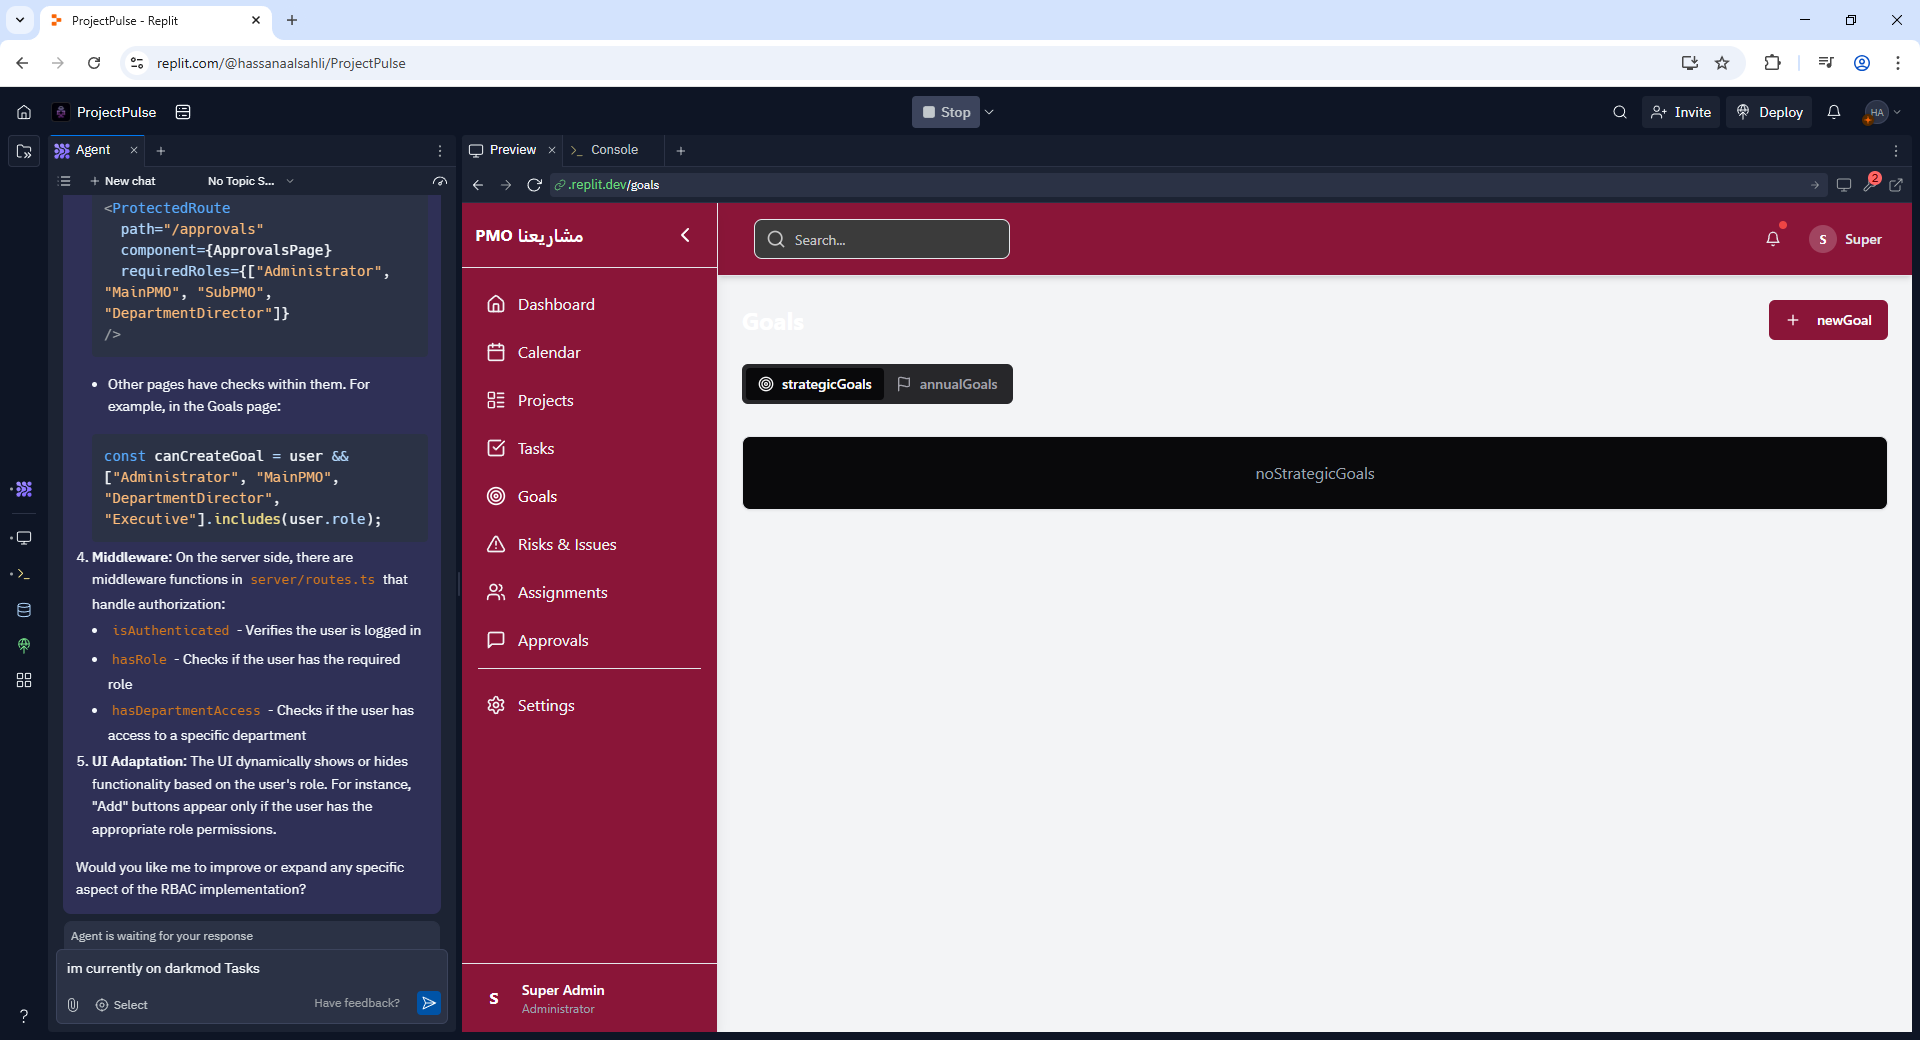 ProjectPulse - Replit
replit.com/@hassanaalsahli/ProjectPulse
ProjectPulse
Stop
Invite
Deploy
HA
Agent
Preview
Console
New chat
No Topic S...
.replit.dev/goals
2
<ProtectedRoute
path="/approvals"
component={ApprovalsPage}
requiredRoles={["Administrator",
"MainPMO", "SubPMO",
"DepartmentDirector"]}
/>
Other pages have checks within them. For
example, in the Goals page:
const canCreateGoal = user &&
["Administrator", "MainPMO",
"DepartmentDirector",
"Executive"].includes(user.role);
4. Middleware: On the server side, there are
middleware functions in server/routes.ts that
handle authorization:
isAuthenticated - Verifies the user is logged in
hasRole - Checks if the user has the required
role
hasDepartmentAccess - Checks if the user has
access to a specific department
5. UI Adaptation: The UI dynamically shows or hides
functionality based on the user's role. For instance,
"Add" buttons appear only if the user has the
appropriate role permissions.
Would you like me to improve or expand any specific
aspect of the RBAC implementation?
Agent is waiting for your response
im currently on darkmod Tasks
Select
Have feedback?
PMO مشاريعنا
Dashboard
Calendar
Projects
Tasks
Goals
Risks & Issues
Assignments
Approvals
Settings
S
Super Admin
Administrator
Search...
S
Super
Goals
newGoal
strategicGoals
annualGoals
noStrategicGoals